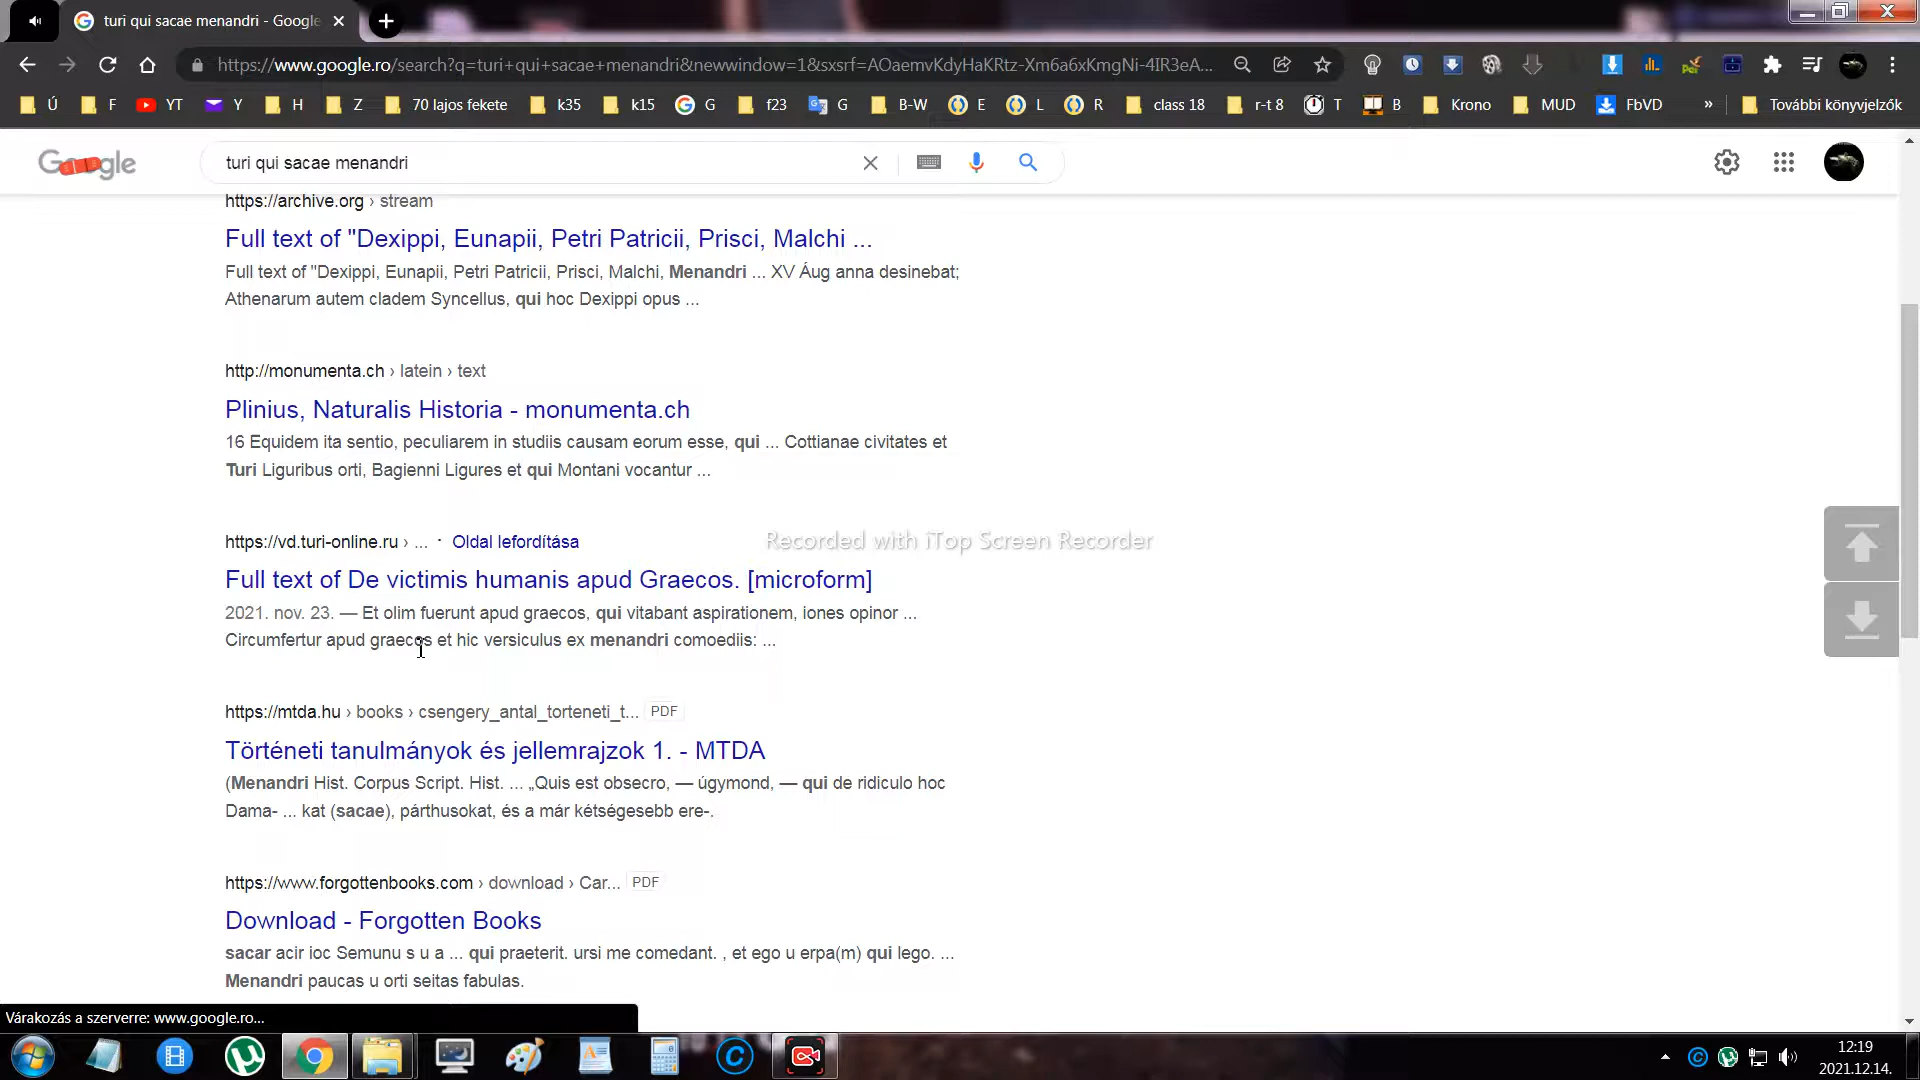 turi qui sacae menandri - Google
https://www.google.ro/search?q=turi+qui+sacae+menandri&newwindow=1&sxsrf=AOaemvKdyHaKRtz-Xm6a6xKmgNi-4IR3eA...
Ú F YT Y H Z 70 lajos fekete k35 k15 G f23 G B-W E L R class 18 r-t 8 T B Krono MUD FbVD » További könyvjelzők
Google
turi qui sacae menandri
https://archive.org › stream
Full text of "Dexippi, Eunapii, Petri Patricii, Prisci, Malchi ...
Full text of "Dexippi, Eunapii, Petri Patricii, Prisci, Malchi, Menandri ... XV Áug anna desinebat;
Athenarum autem cladem Syncellus, qui hoc Dexippi opus ...
http://monumenta.ch › latein › text
Plinius, Naturalis Historia - monumenta.ch
16 Equidem ita sentio, peculiarem in studiis causam eorum esse, qui ... Cottianae civitates et
Turi Liguribus orti, Bagienni Ligures et qui Montani vocantur ...
https://vd.turi-online.ru › ... · Oldal lefordítása
Recorded with iTop Screen Recorder
Full text of De victimis humanis apud Graecos. [microform]
2021. nov. 23. — Et olim fuerunt apud graecos, qui vitabant aspirationem, iones opinor ...
Circumfertur apud graecos et hic versiculus ex menandri comoediis: ...
https://mtda.hu › books › csengery_antal_torteneti_t... PDF
Történeti tanulmányok és jellemrajzok 1. - MTDA
(Menandri Hist. Corpus Script. Hist. ... „Quis est obsecro, — úgymond, — qui de ridiculo hoc
Dama- ... kat (sacae), párthusokat, és a már kétségesebb ere-.
https://www.forgottenbooks.com › download › Car... PDF
Download - Forgotten Books
sacar acir ioc Semunu s u a ... qui praeterit. ursi me comedant. , et ego u erpa(m) qui lego. ...
Menandri paucas u orti seitas fabulas.
Várakozás a szerverre: www.google.ro...
12:19
2021.12.14.